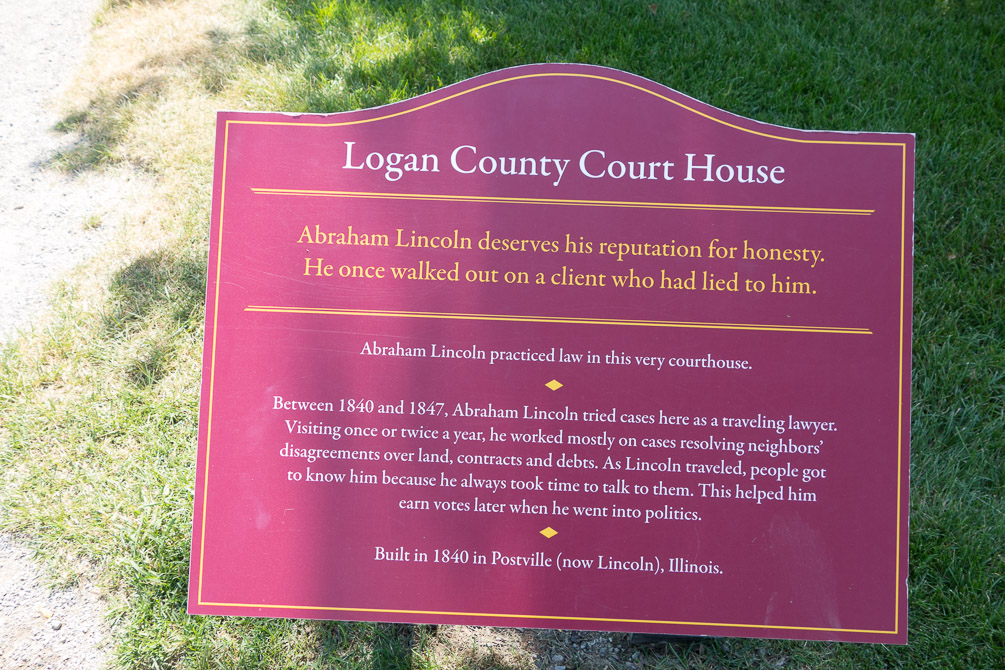 Logan County Court House
Abraham Lincoln deserves his reputation for honesty.
He once walked out on a client who had lied to him.
Abraham Lincoln practiced law in this very courthouse.
Between 1840 and 1847, Abraham Lincoln tried cases here as a traveling lawyer.
Visiting once or twice a year, he worked mostly on cases resolving neighbors’
disagreements over land, contracts and debts. As Lincoln traveled, people got
to know him because he always took time to talk to them. This helped him
earn votes later when he went into politics.
Built in 1840 in Postville (now Lincoln), Illinois.